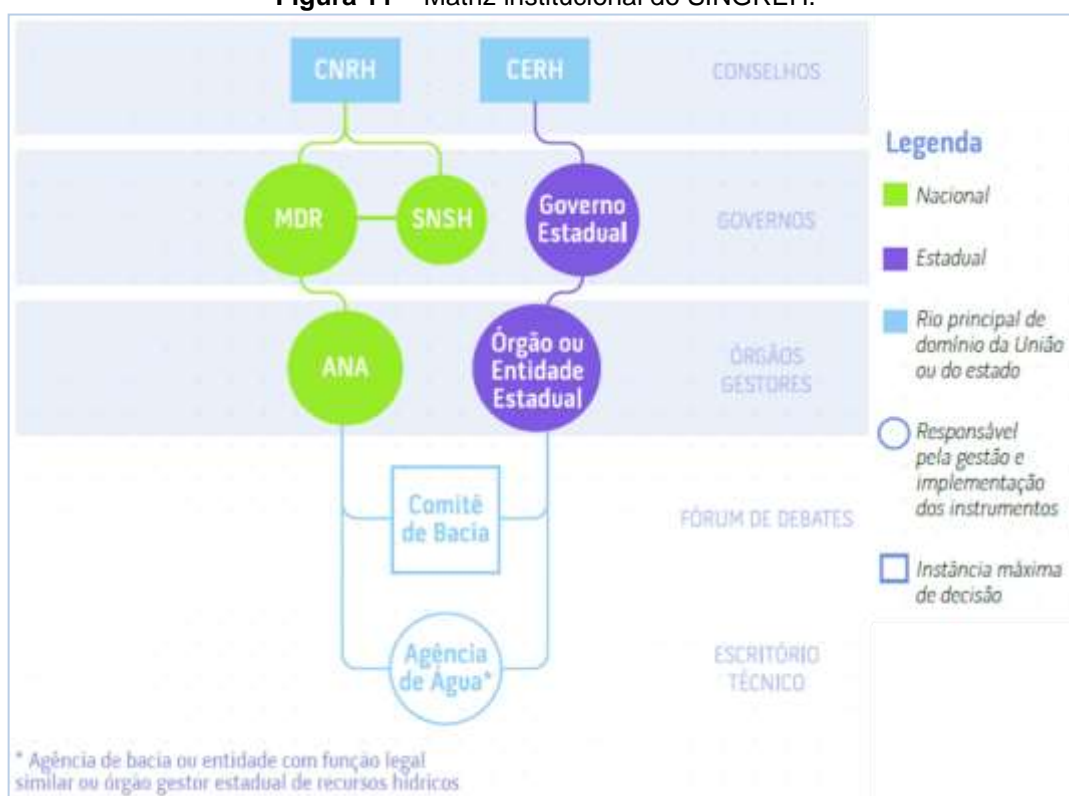 Figura 11 – Matriz institucional do SINGREH.
CNRH
CERH
CONSELHOS
MDR
SNSH
Governo
Estadual
GOVERNOS
ANA
Órgão ou
Entidade
Estadual
ÓRGÃOS
GESTORES
Comitê
de Bacia
FÓRUM DE DEBATES
Agência
de Água*
ESCRITÓRIO
TÉCNICO
* Agência de bacia ou entidade com função legal
similar ou órgão gestor estadual de recursos hídricos
Legenda
Nacional
Estadual
Rio principal de
domínio da União
ou do estado
Responsável
pela gestão e
implementação
dos instrumentos
Instância máxima
de decisão